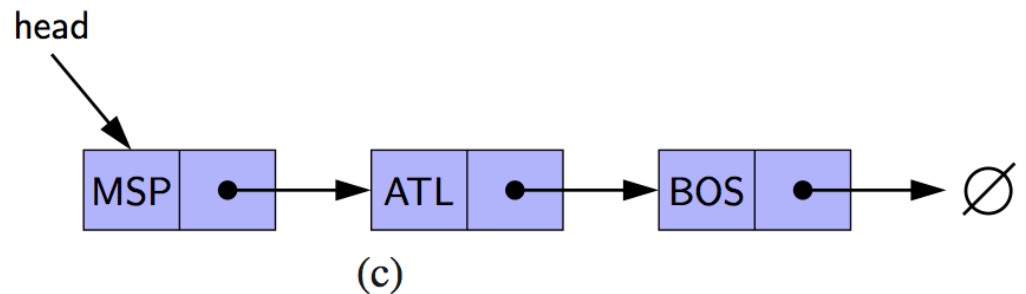 head
MSP ATL BOS ∅
(c)